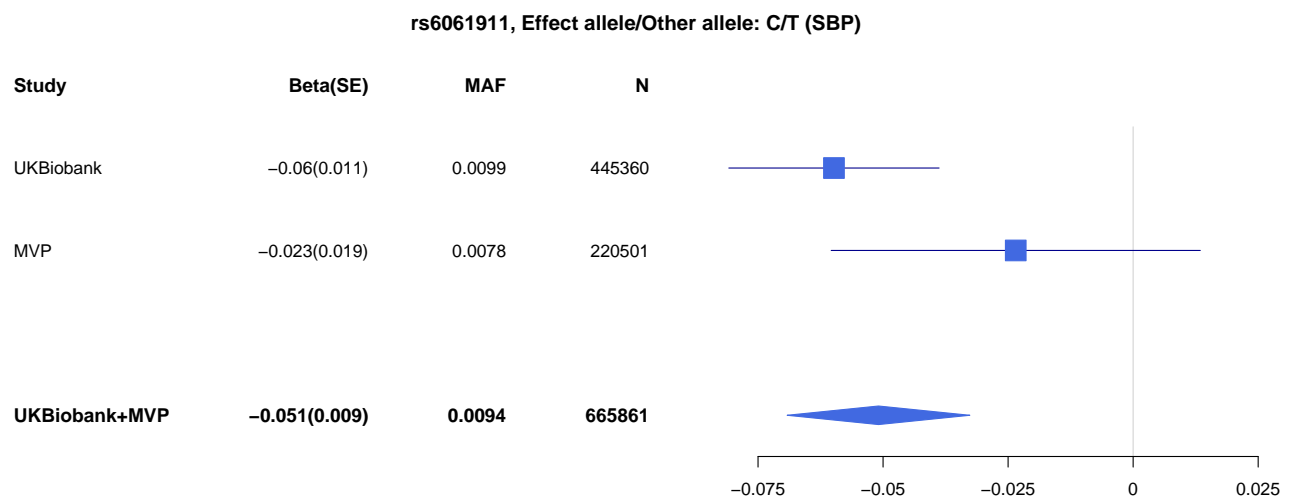 rs6061911, Effect allele/Other allele: C/T (SBP)
Study Beta(SE) MAF N
UKBiobank −0.06(0.011) 0.0099 445360
MVP −0.023(0.019) 0.0078 220501
UKBiobank+MVP −0.051(0.009) 0.0094 665861
−0.075 −0.05 −0.025 0 0.025